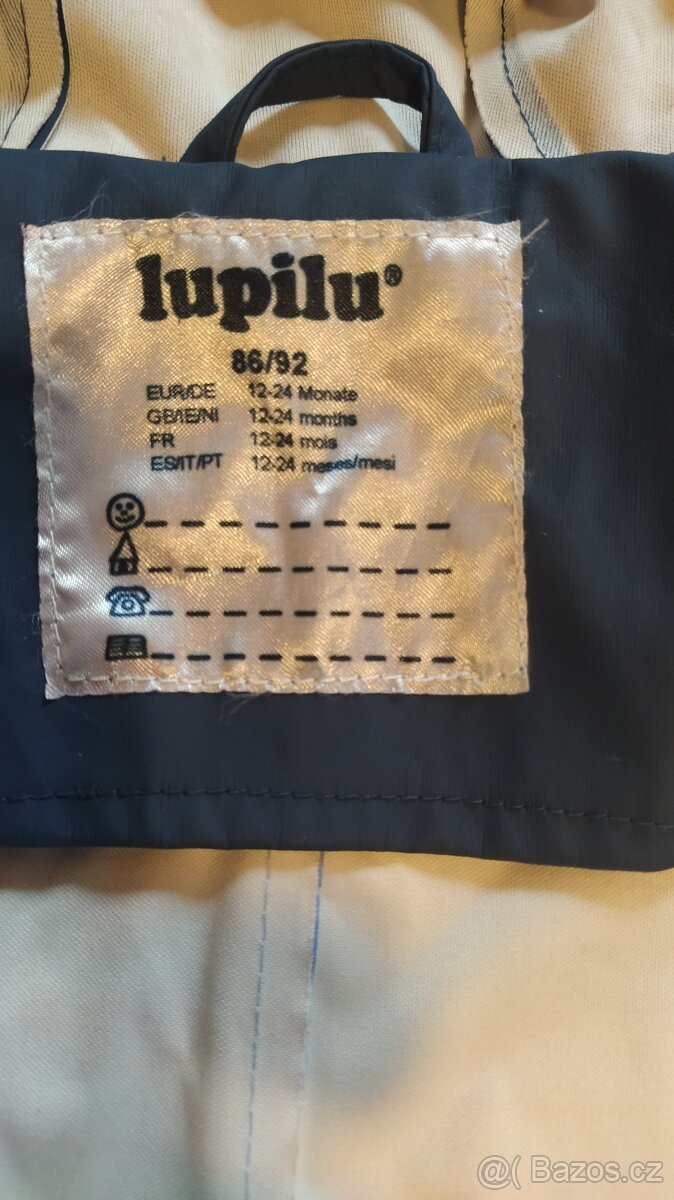 lupilu®
86/92
EUR/DE 12-24 Monate
GB/IE/NI 12-24 months
FR 12-24 mois
ES/IT/PT 12-24 meses/mesi
@( Bazos.cz